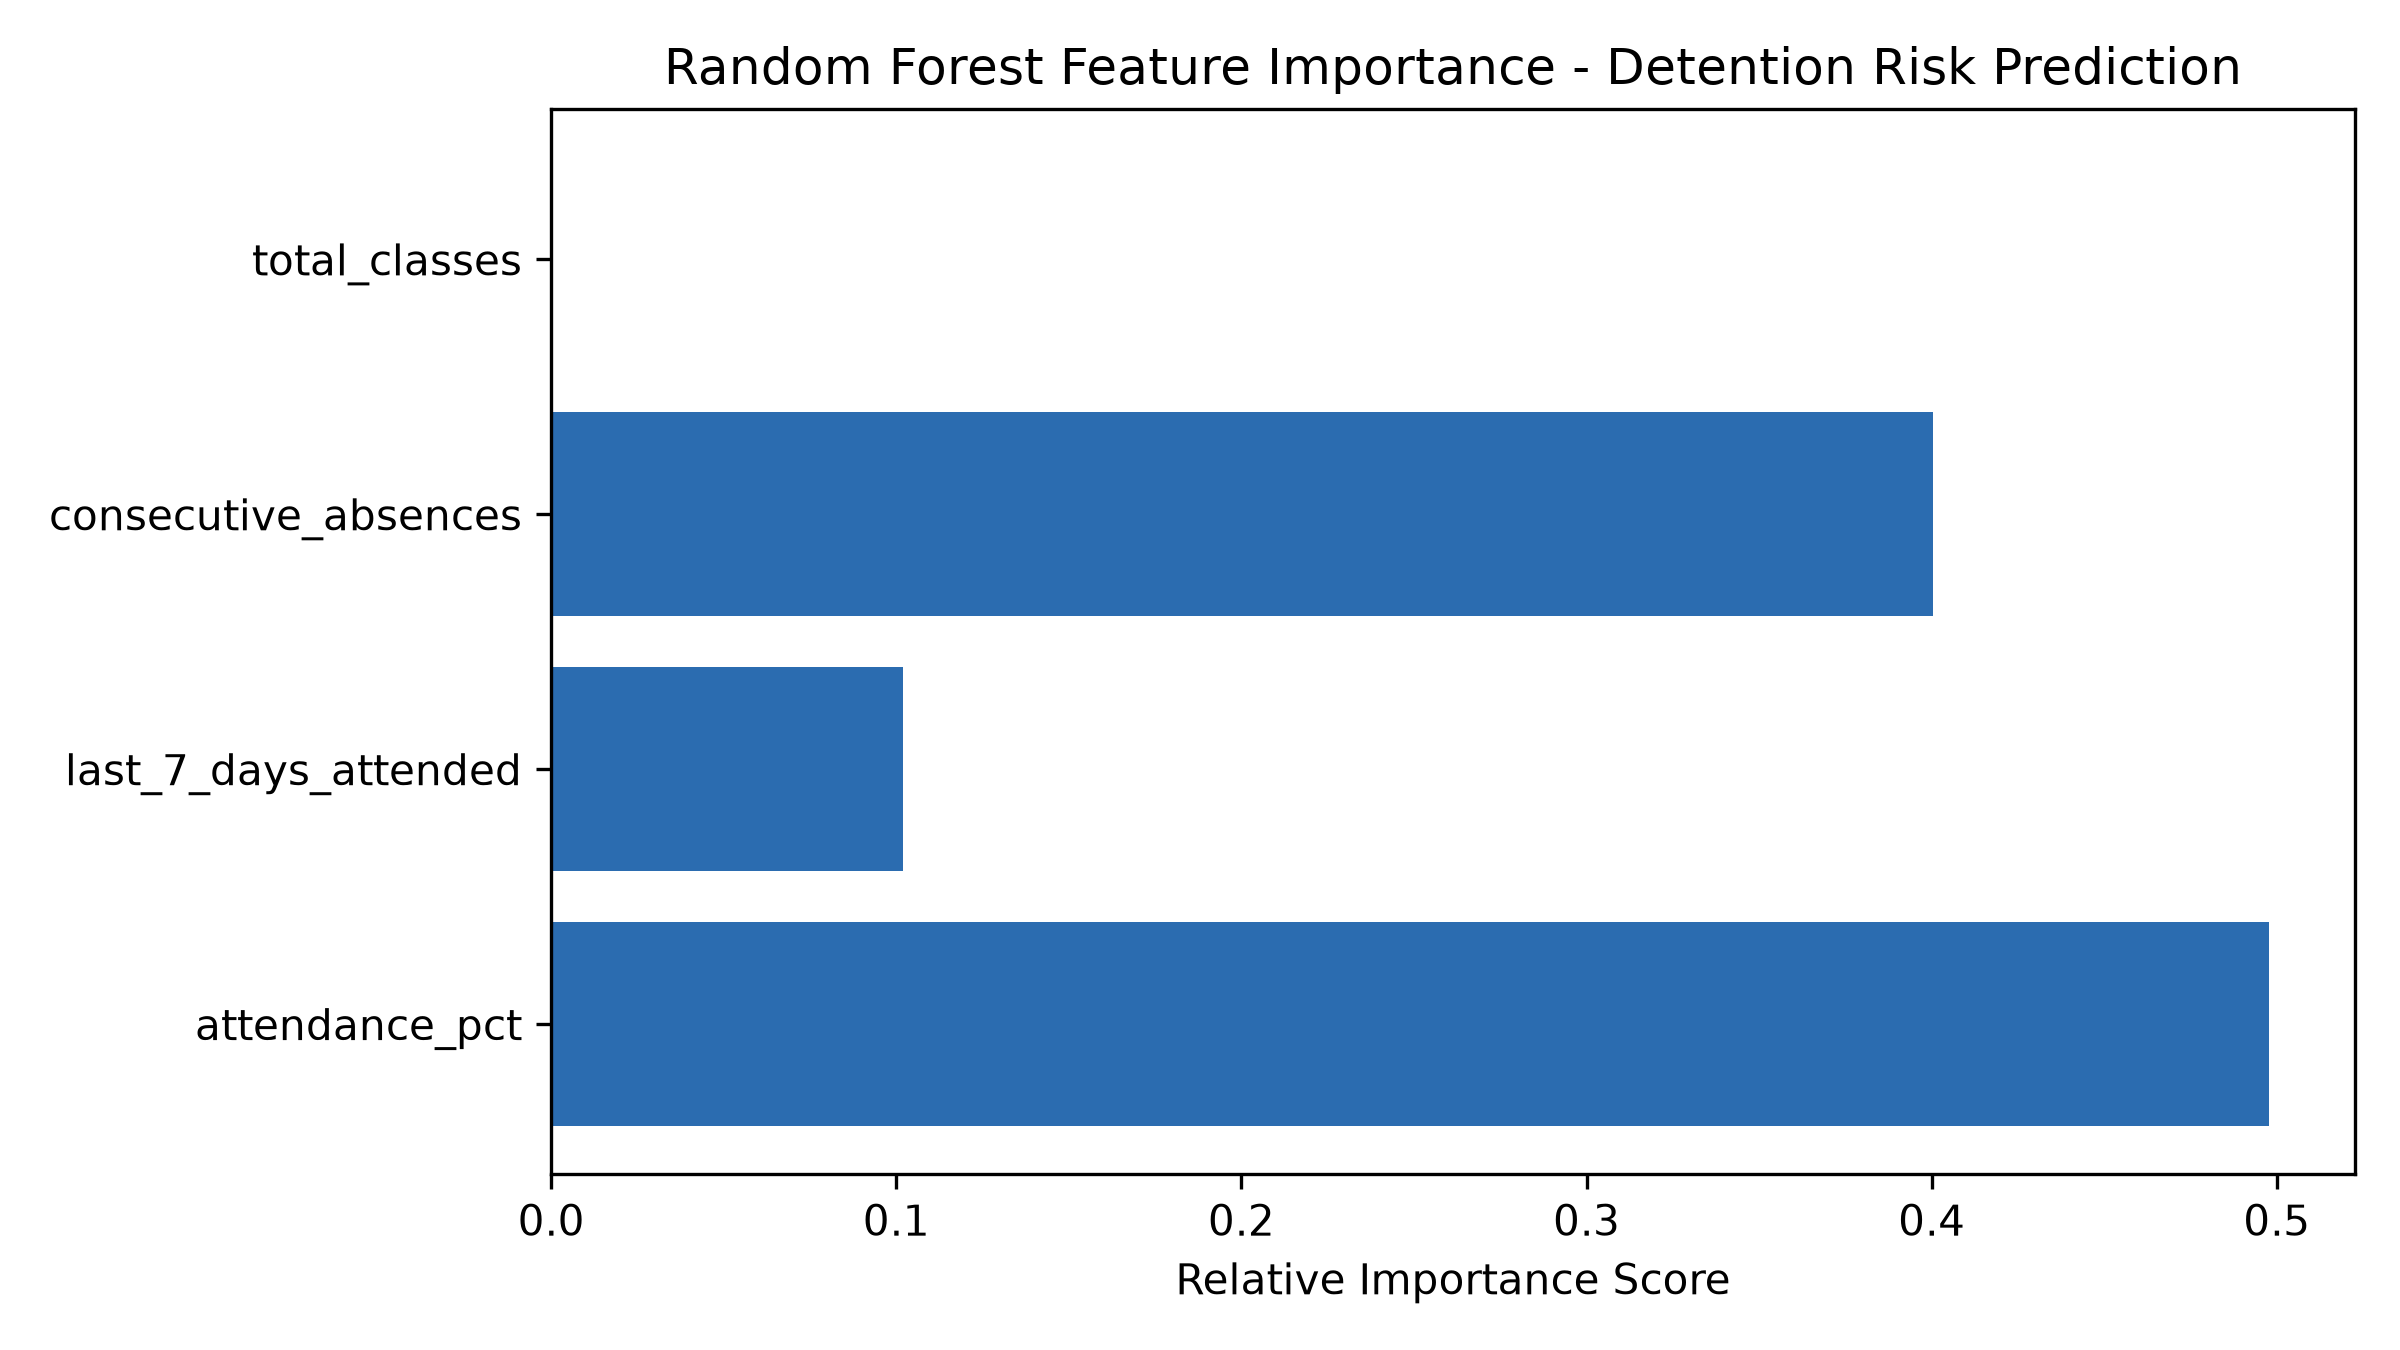 Random Forest Feature Importance - Detention Risk Prediction
total_classes
consecutive_absences
last_7_days_attended
attendance_pct
0.0 0.1 0.2 0.3 0.4 0.5
Relative Importance Score